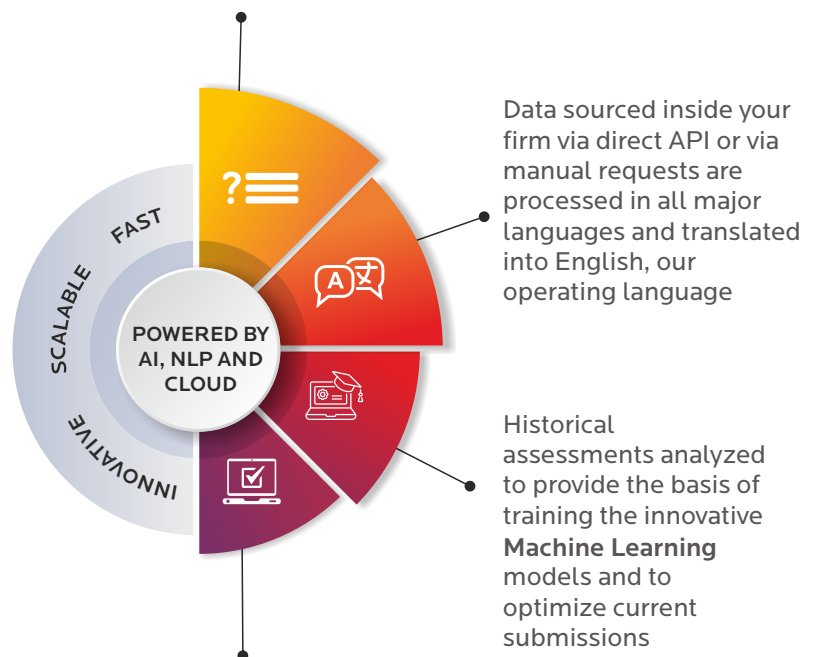 ?
A文
FAST
SCALABLE
INNOVATIVE
POWERED BY
AI, NLP AND
CLOUD
Data sourced inside your
firm via direct API or via
manual requests are
processed in all major
languages and translated
into English, our
operating language
Historical
assessments analyzed
to provide the basis of
training the innovative
Machine Learning
models and to
optimize current
submissions